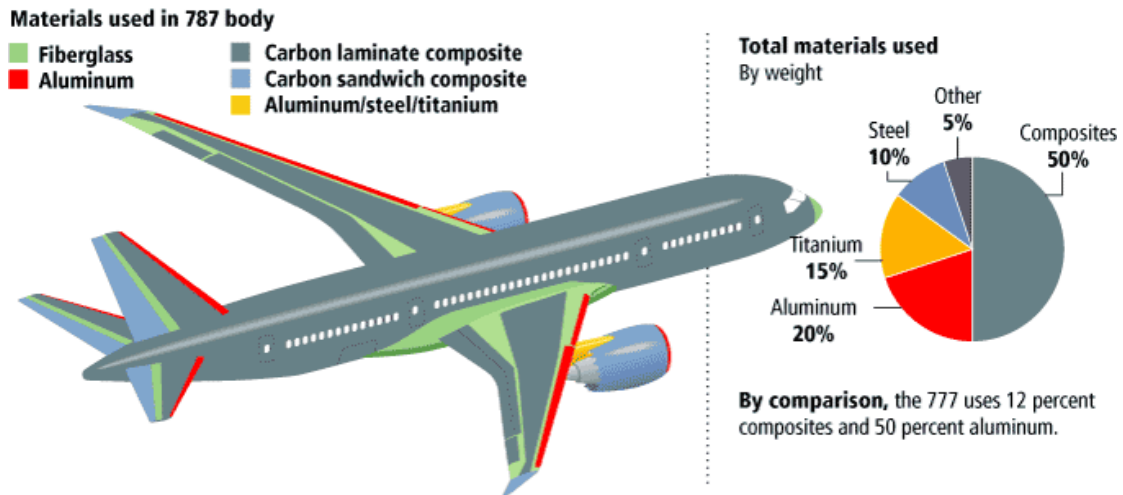 Materials used in 787 body
Fiberglass
Aluminum
Carbon laminate composite
Carbon sandwich composite
Aluminum/steel/titanium
Total materials used
By weight
Other
5%
Steel
10%
Composites
50%
Titanium
15%
Aluminum
20%
By comparison, the 777 uses 12 percent
composites and 50 percent aluminum.